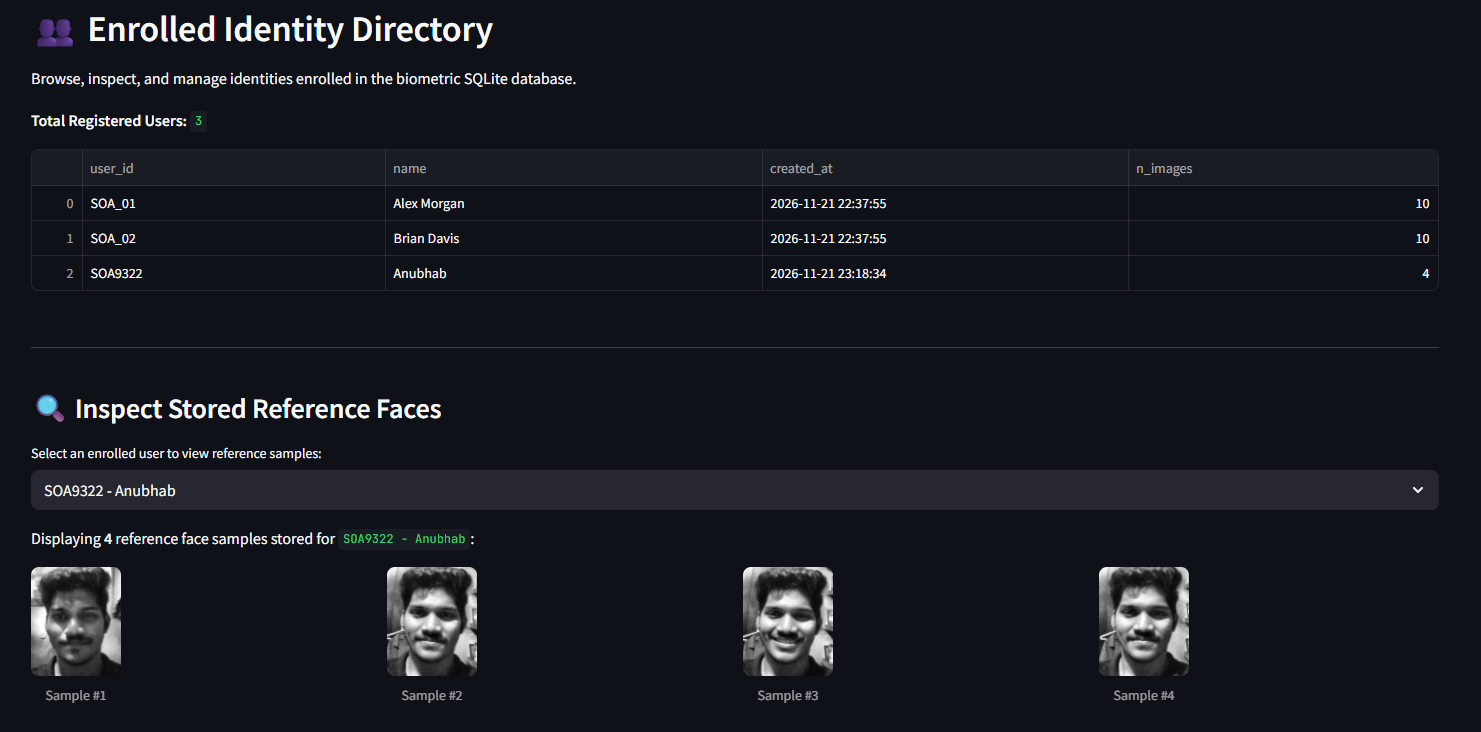 Enrolled Identity Directory
Browse, inspect, and manage identities enrolled in the biometric SQLite database.
Total Registered Users: 3
user_id name created_at n_images
0 SOA_01 Alex Morgan 2026-11-21 22:37:55 10
1 SOA_02 Brian Davis 2026-11-21 22:37:55 10
2 SOA9322 Anubhab 2026-11-21 23:18:34 4
Inspect Stored Reference Faces
Select an enrolled user to view reference samples:
SOA9322 - Anubhab
Displaying 4 reference face samples stored for SOA9322 - Anubhab :
Sample #1 Sample #2 Sample #3 Sample #4